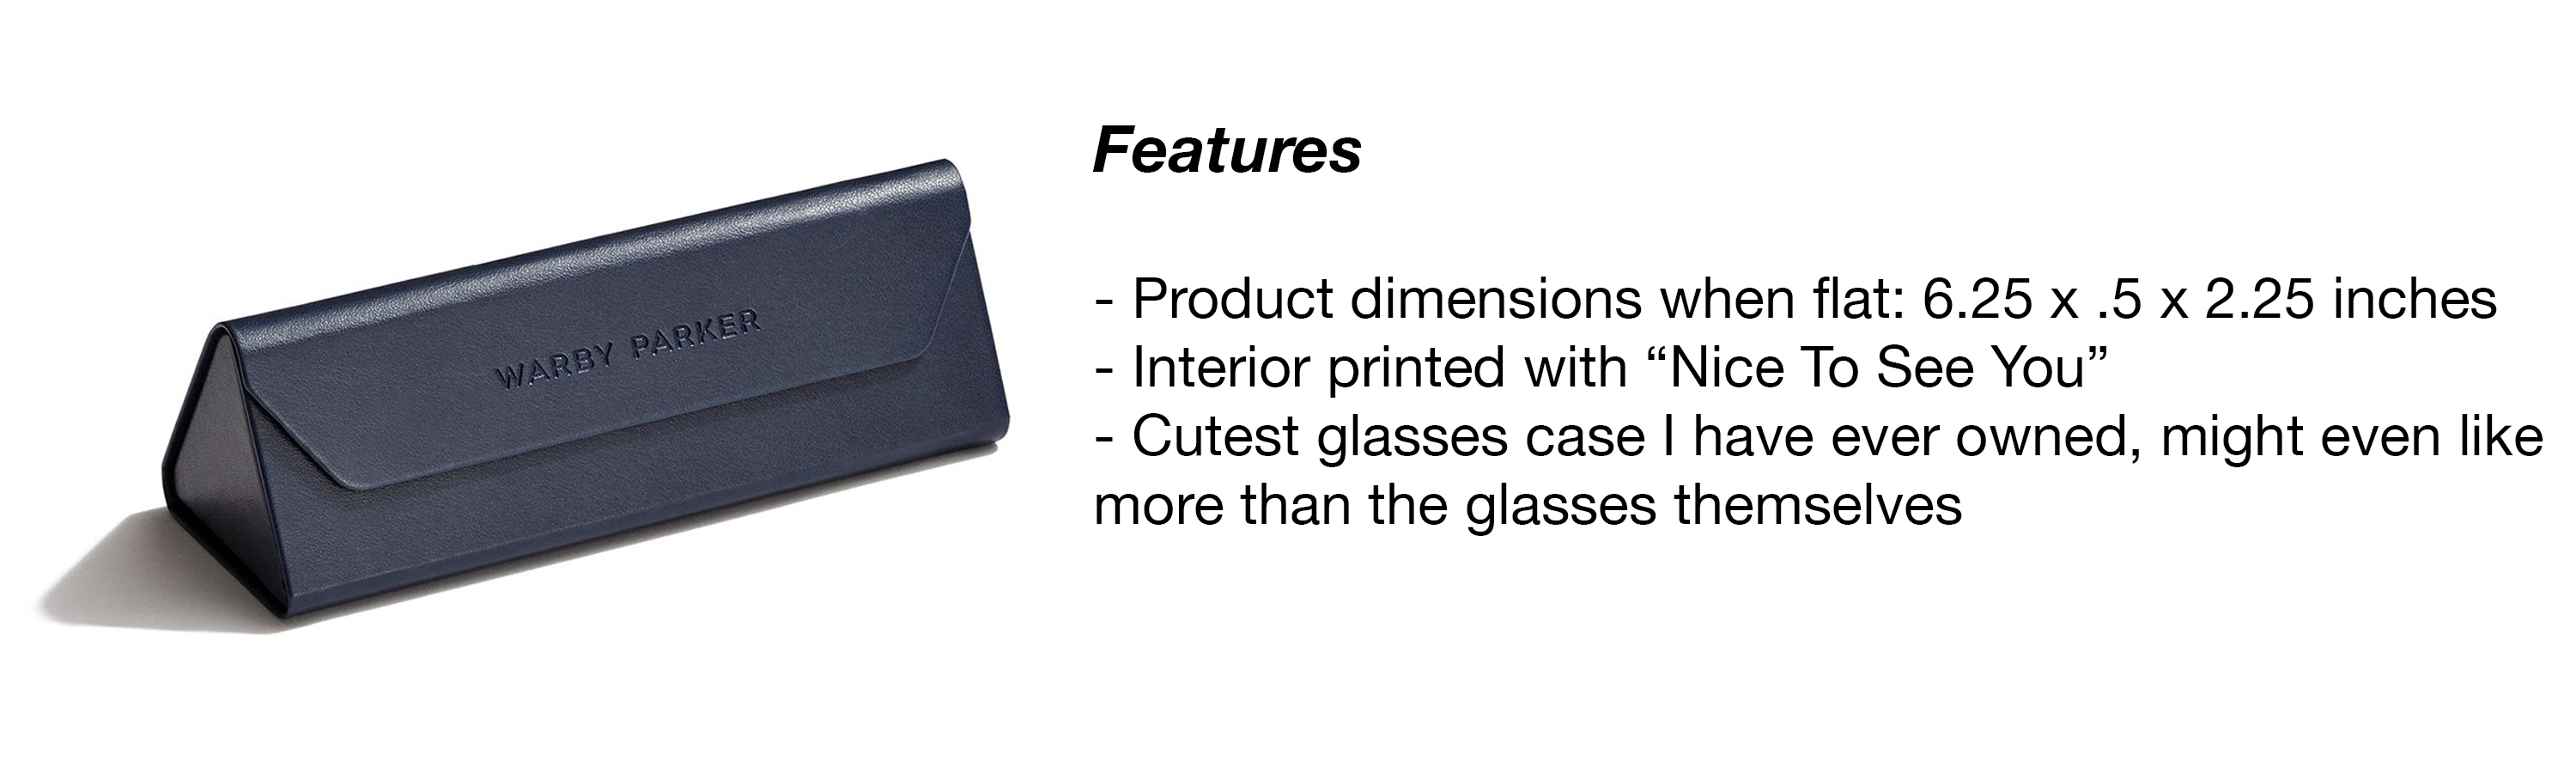 WARBY PARKER
Features
- Product dimensions when flat: 6.25 x .5 x 2.25 inches
- Interior printed with “Nice To See You”
- Cutest glasses case I have ever owned, might even like
more than the glasses themselves